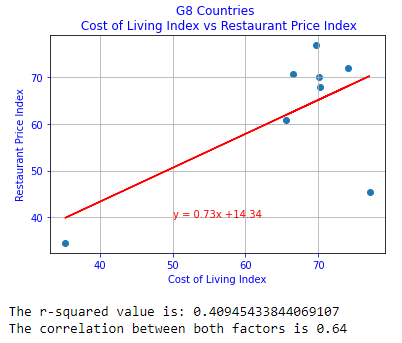 G8 Countries
Cost of Living Index vs Restaurant Price Index
70
60
50
40
Restaurant Price Index
y = 0.73x +14.34
40 50 60 70
Cost of Living Index
The r-squared value is: 0.40945433844069107
The correlation between both factors is 0.64